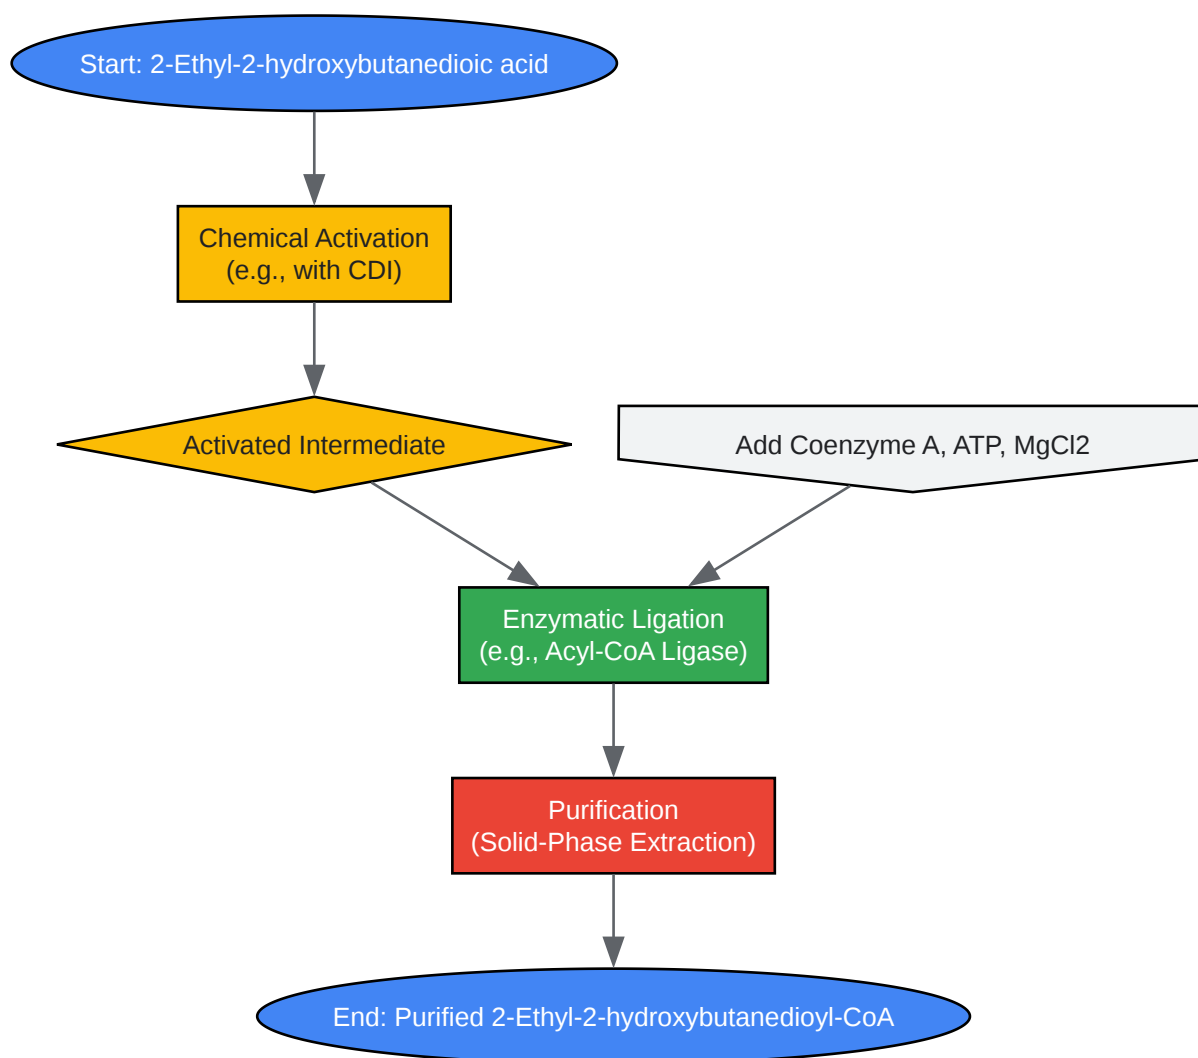 Start: 2-Ethyl-2-hydroxybutanedioic acid
Chemical Activation
(e.g., with CDI)
Activated Intermediate
Add Coenzyme A, ATP, MgCl2
Enzymatic Ligation
(e.g., Acyl-CoA Ligase)
Purification
(Solid-Phase Extraction)
End: Purified 2-Ethyl-2-hydroxybutanedioyl-CoA